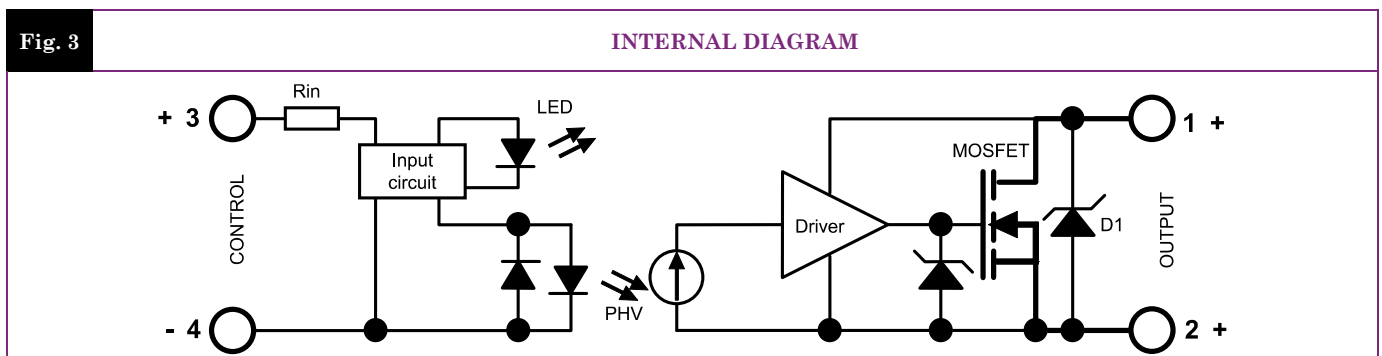 Fig. 3
INTERNAL DIAGRAM
+ 3
Rin
LED
Input
circuit
CONTROL
- 4
PHV
Driver
MOSFET
D1
1 +
OUTPUT
2 +